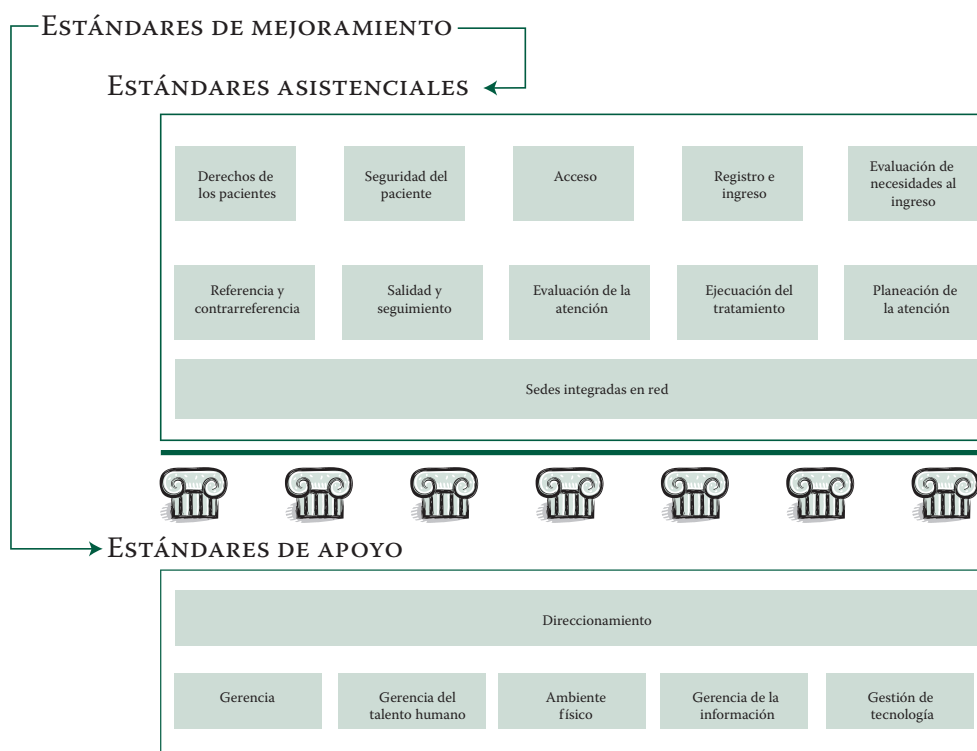 Estándares de mejoramiento
Estándares asistenciales
Derechos de
los pacientes
Seguridad del
paciente
Acceso
Registro e
ingreso
Evaluación de
necesidades al
ingreso
Referencia y
contrarreferencia
Salidad y
seguimiento
Evaluación de la
atención
Ejecuación del
tratamiento
Planeación de
la atención
Sedes integradas en red
Estándares de apoyo
Direccionamiento
Gerencia
Gerencia del
talento humano
Ambiente
físico
Gerencia de la
información
Gestión de
tecnología